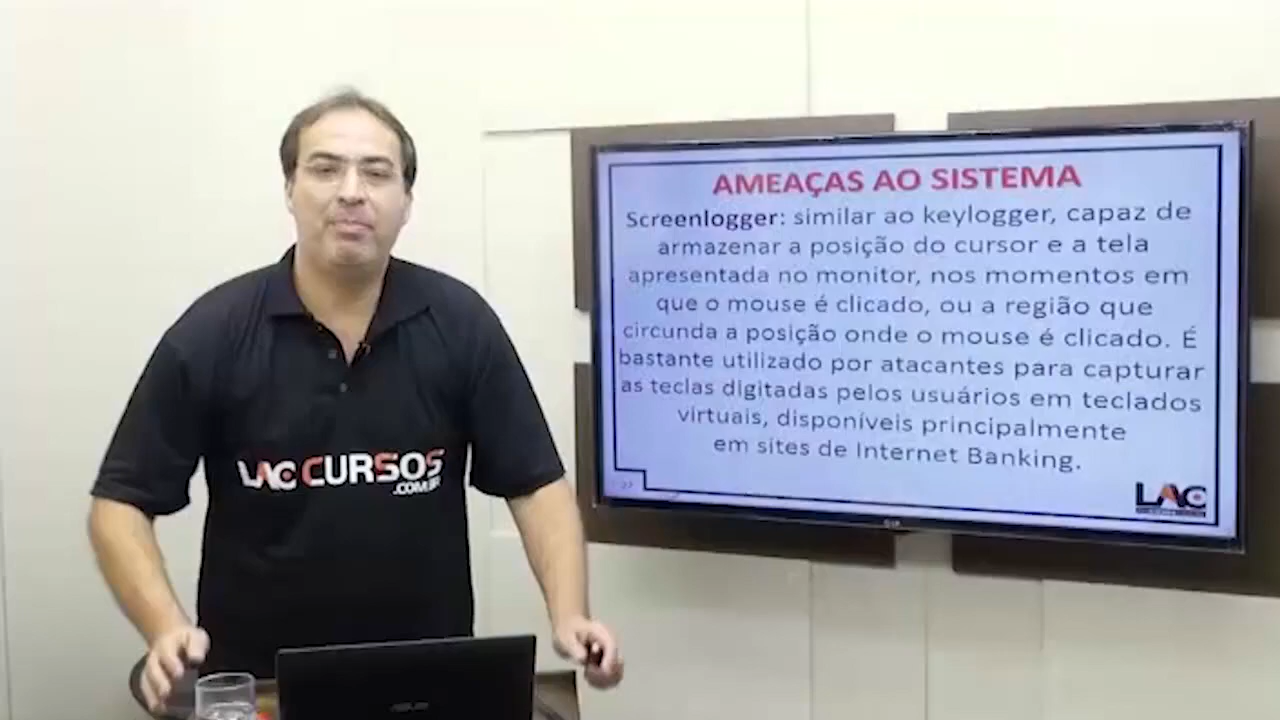 AMEAÇAS AO SISTEMA
Screenlogger: similar ao keylogger, capaz de
armazenar a posição do cursor e a tela
apresentada no monitor, nos momentos em
que o mouse é clicado, ou a região que
circunda a posição onde o mouse é clicado. É
bastante utilizado por atacantes para capturar
as teclas digitadas pelos usuários em teclados
virtuais, disponíveis principalmente
em sites de Internet Banking.
LAC
LAC CURSOS
.COM.BR
ASUS